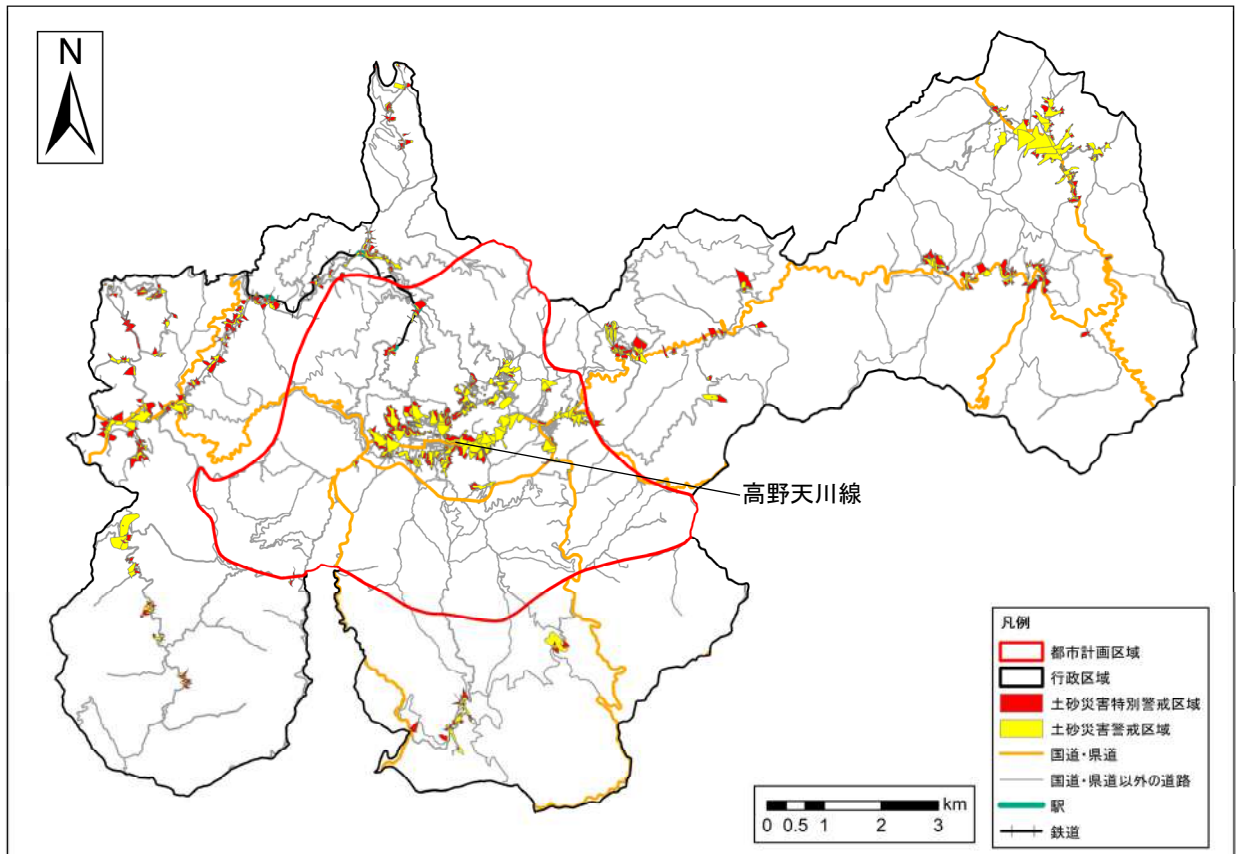 N
高野天川線
凡例
都市計画区域
行政区域
土砂災害特別警戒区域
土砂災害警戒区域
国道・県道
国道・県道以外の道路
駅
鉄道
km
0 0.5 1 2 3